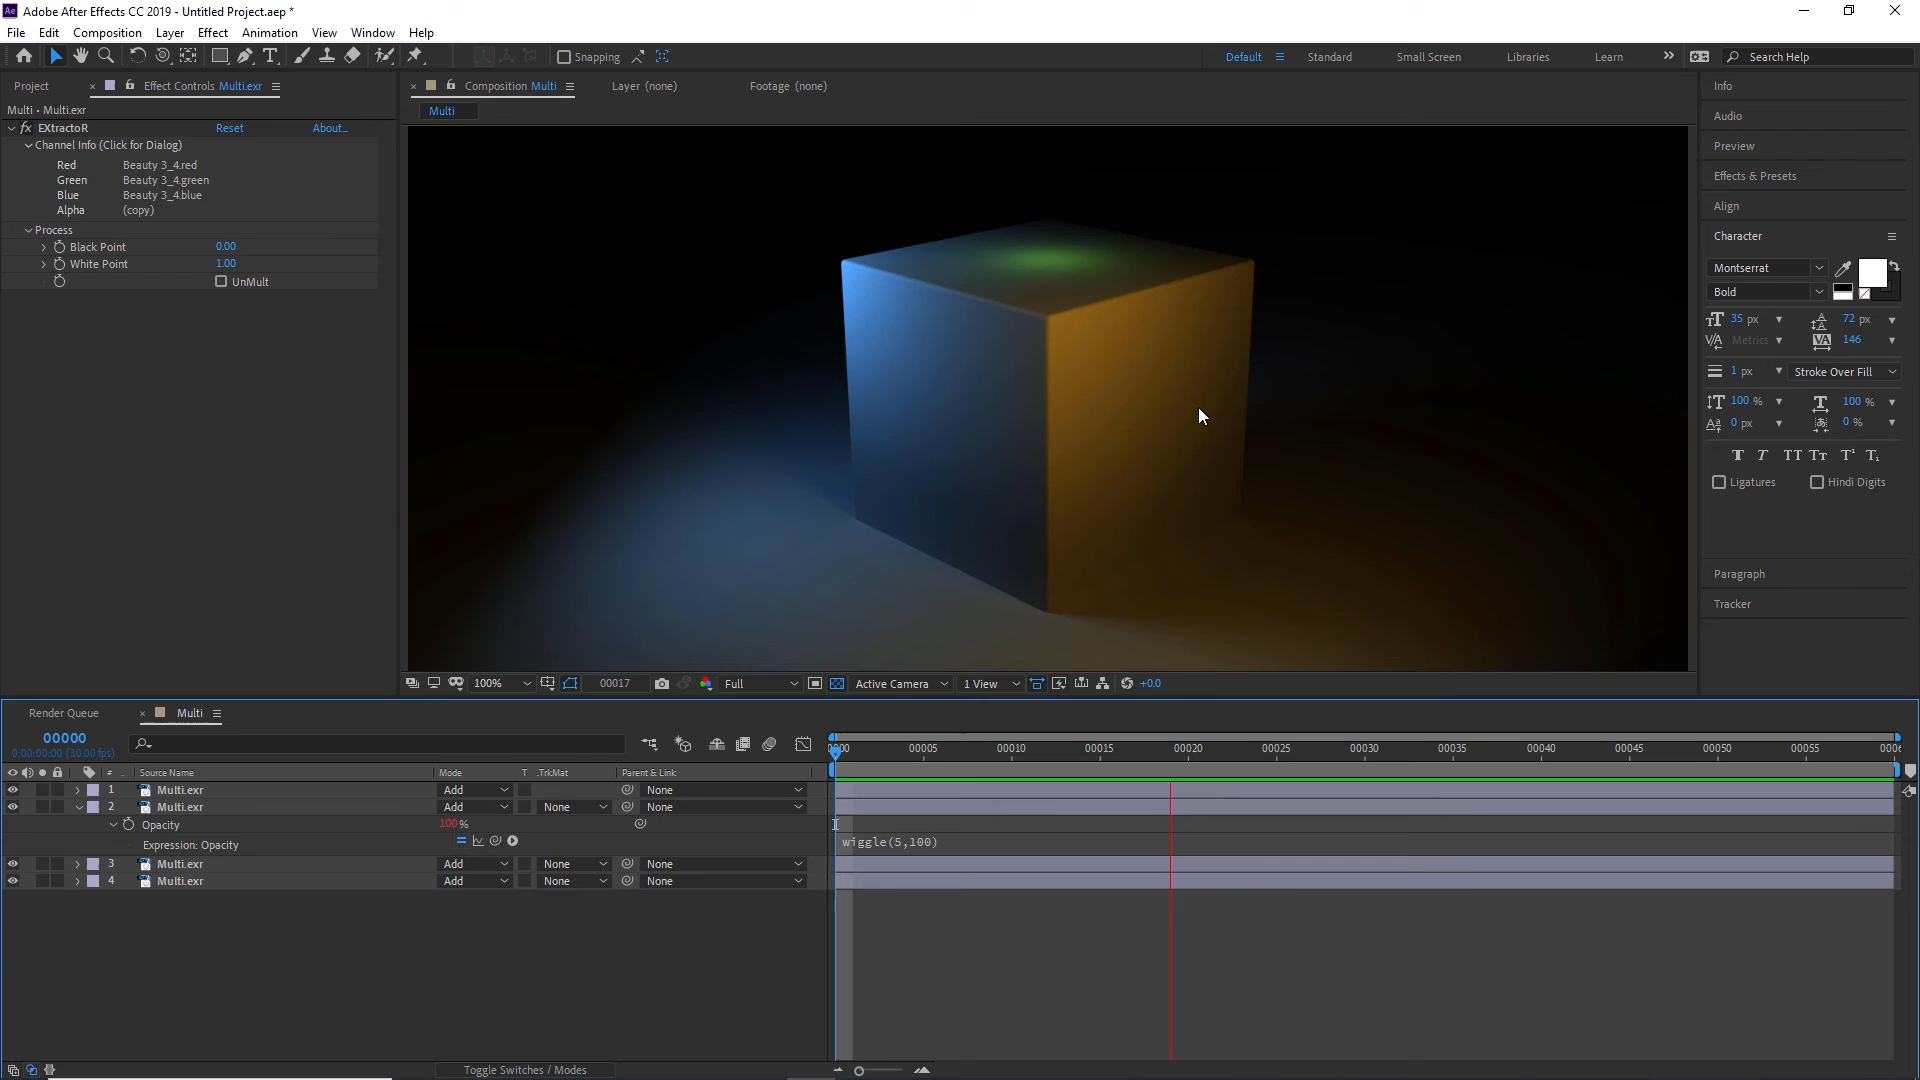 Ae Adobe After Effects CC 2019 - Untitled Project.aep *
File Edit Composition Layer Effect Animation View Window Help
Snapping Default Standard Small Screen Libraries Learn Search Help
Project Effect Controls Multi.exr Composition Multi Layer (none) Footage (none) Info
Multi • Multi.exr Multi
fx EXtractoR Reset About... Audio
Channel Info (Click for Dialog) Preview
Red Beauty 3_4.red
Green Beauty 3_4.green Effects & Presets
Blue Beauty 3_4.blue
Alpha (copy) Align
Process Character
Black Point 0.00
White Point 1.00 Montserrat
UnMult Bold
35 px 72 px
Metrics 146
1 px Stroke Over Fill
100 % 100 %
0 px 0 %
T T TT Tt T¹ T₁
Ligatures Hindi Digits
Paragraph
Tracker
100% 00017 Full Active Camera 1 View +0.0
Render Queue Multi
00000
0:00:00:00 (30.00 fps)
0000 00005 00010 00015 00020 00025 00030 00035 00040 00045 00050 00055 0006
# . Source Name Mode T .TrkMat Parent & Link
1 Multi.exr Add None
2 Multi.exr Add None None
Opacity 100 %
Expression: Opacity wiggle(5,100)
3 Multi.exr Add None None
4 Multi.exr Add None None
Toggle Switches / Modes